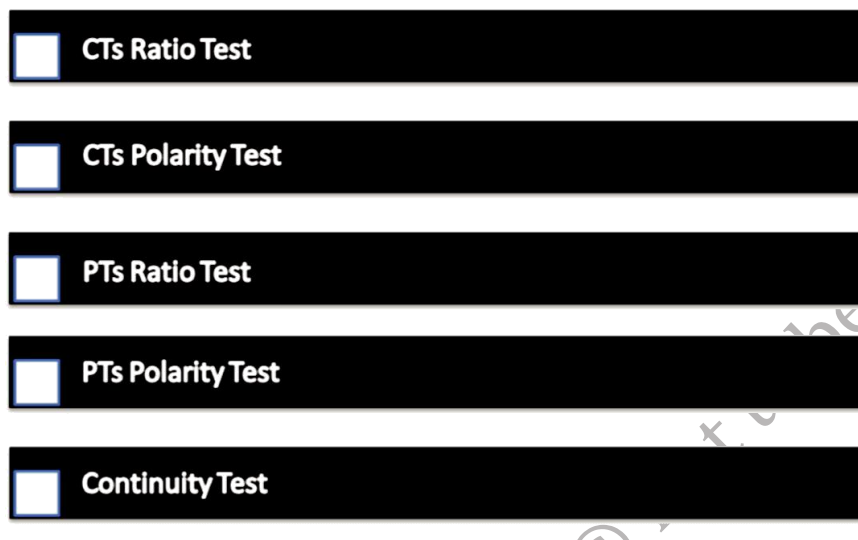 CTs Ratio Test
CTs Polarity Test
PTs Ratio Test
PTs Polarity Test
Continuity Test